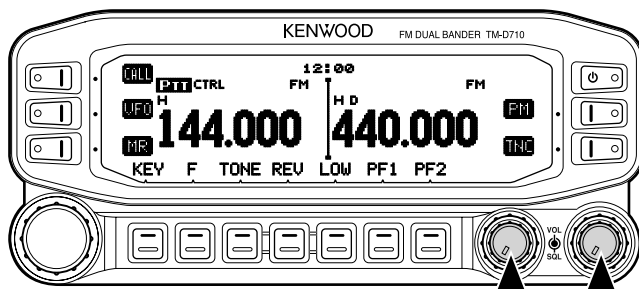 KENWOOD FM DUAL BANDER TM-D710
12:00
CALL PTT CTRL FM FM
H H D
VFO 144.000 440.000 PM
MR TNC
KEY F TONE REV LOW PF1 PF2
VOL
SQL